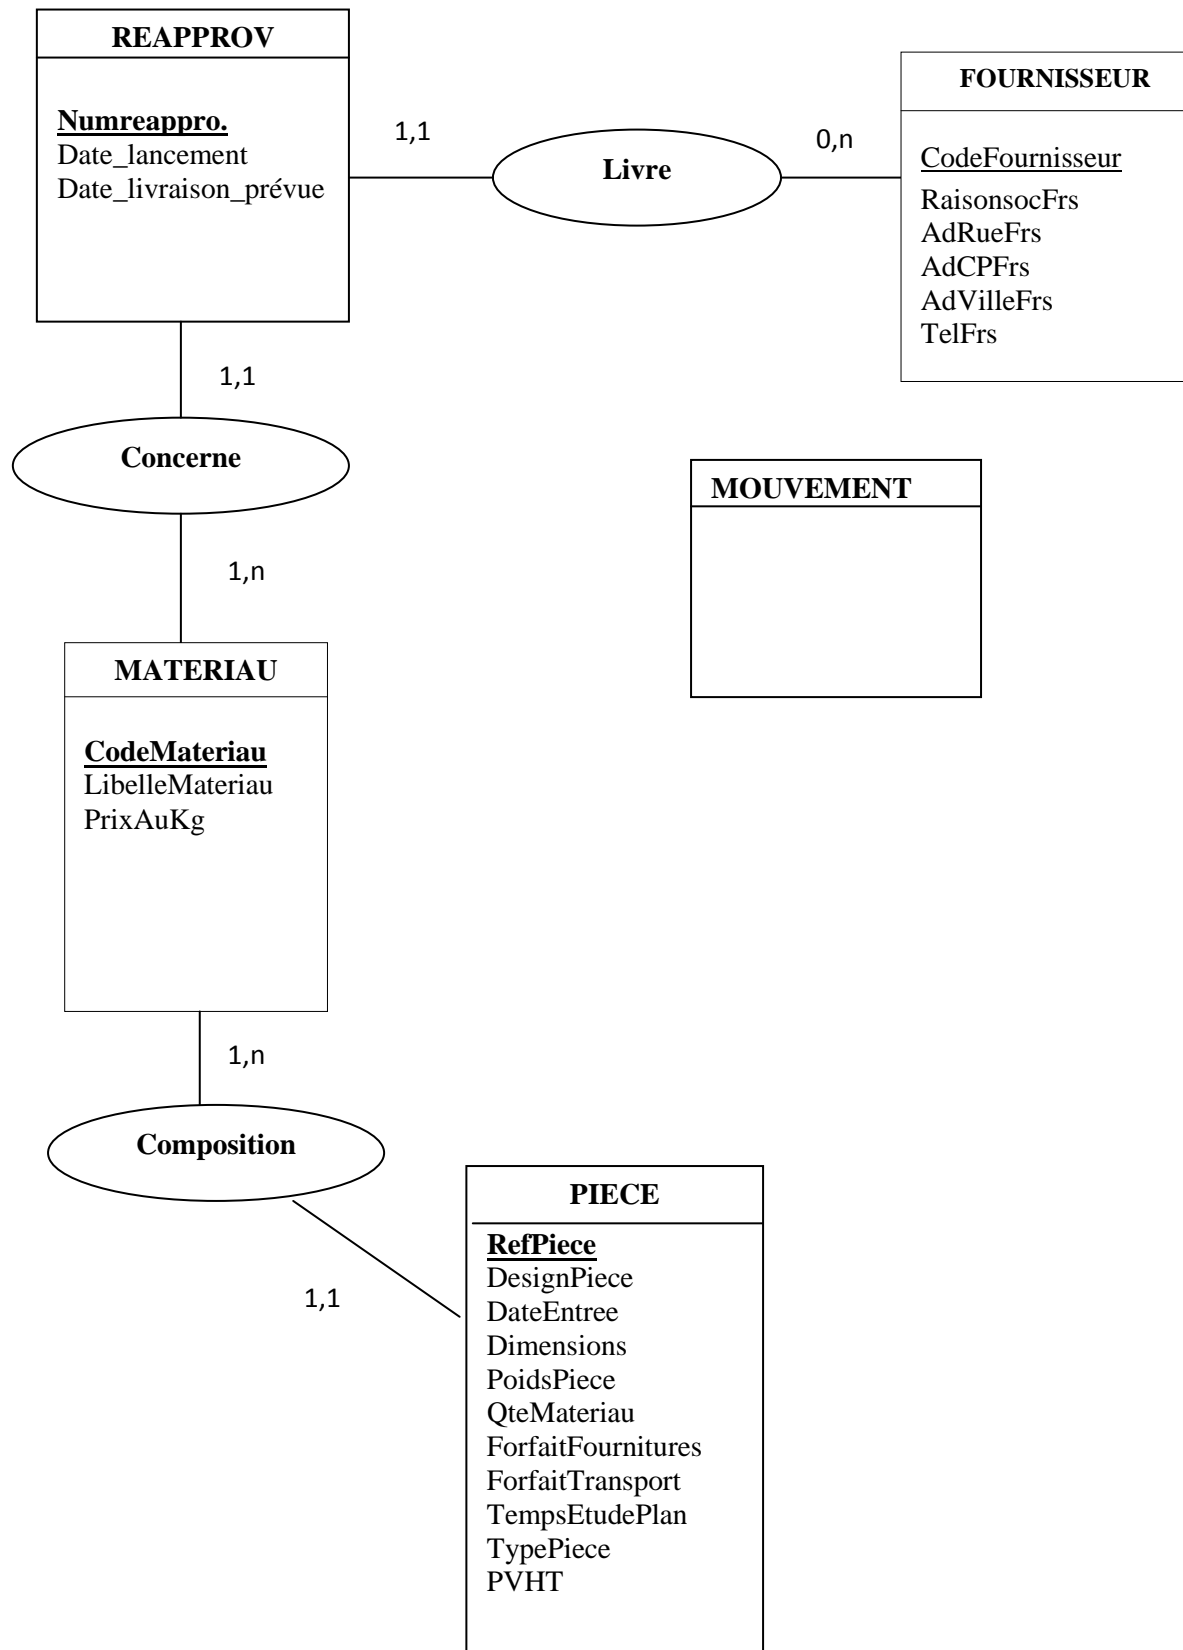 REAPPROV
Numreappro.
Date_lancement
Date_livraison_prévue
1,1
Livre
0,n
FOURNISSEUR
CodeFournisseur
RaisonsocFrs
AdRueFrs
AdCPFrs
AdVilleFrs
TelFrs
1,1
Concerne
1,n
MOUVEMENT
MATERIAU
CodeMateriau
LibelleMateriau
PrixAuKg
1,n
Composition
1,1
PIECE
RefPiece
DesignPiece
DateEntree
Dimensions
PoidsPiece
QteMateriau
ForfaitFournitures
ForfaitTransport
TempsEtudePlan
TypePiece
PVHT